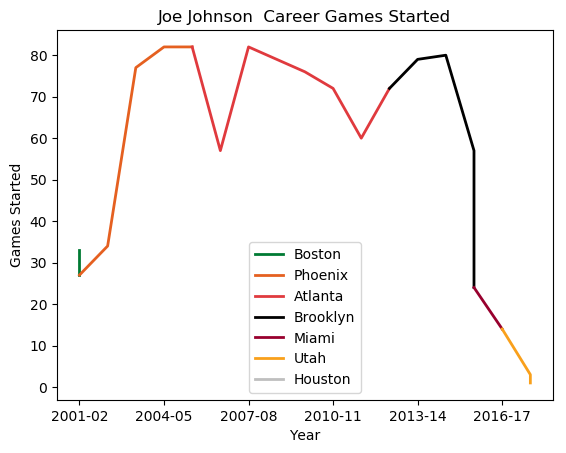 Joe Johnson  Career Games Started
Games Started
80
70
60
50
40
30
20
10
0
Boston
Phoenix
Atlanta
Brooklyn
Miami
Utah
Houston
2001-02 2004-05 2007-08 2010-11 2013-14 2016-17
Year